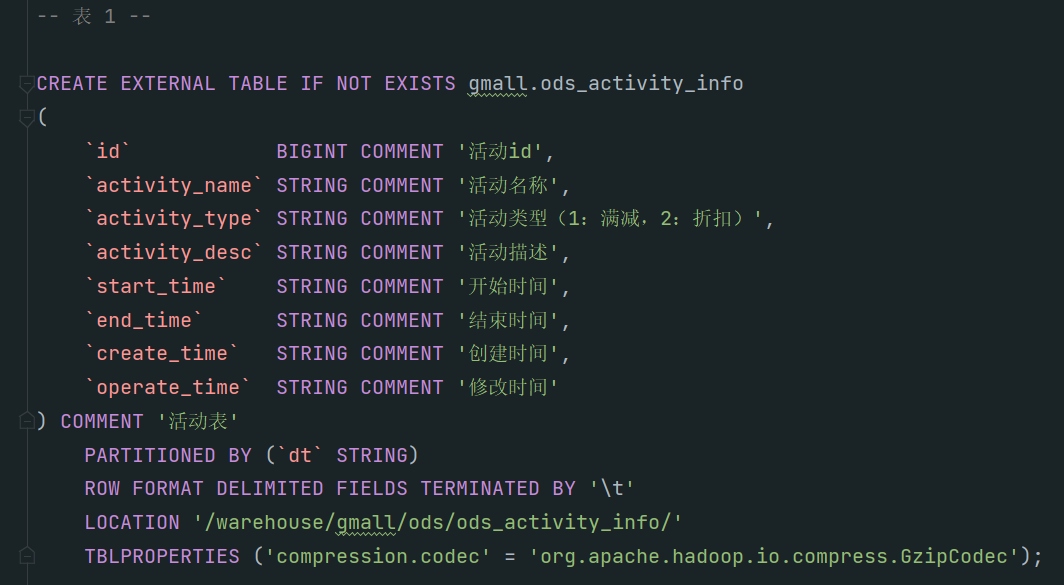 -- 表 1 --
CREATE EXTERNAL TABLE IF NOT EXISTS gmall.ods_activity_info
(
    `id`            BIGINT COMMENT '活动id',
    `activity_name` STRING COMMENT '活动名称',
    `activity_type` STRING COMMENT '活动类型（1：满减，2：折扣）',
    `activity_desc` STRING COMMENT '活动描述',
    `start_time`    STRING COMMENT '开始时间',
    `end_time`      STRING COMMENT '结束时间',
    `create_time`   STRING COMMENT '创建时间',
    `operate_time`  STRING COMMENT '修改时间'
) COMMENT '活动表'
    PARTITIONED BY (`dt` STRING)
    ROW FORMAT DELIMITED FIELDS TERMINATED BY '\t'
    LOCATION '/warehouse/gmall/ods/ods_activity_info/'
    TBLPROPERTIES ('compression.codec' = 'org.apache.hadoop.io.compress.GzipCodec');